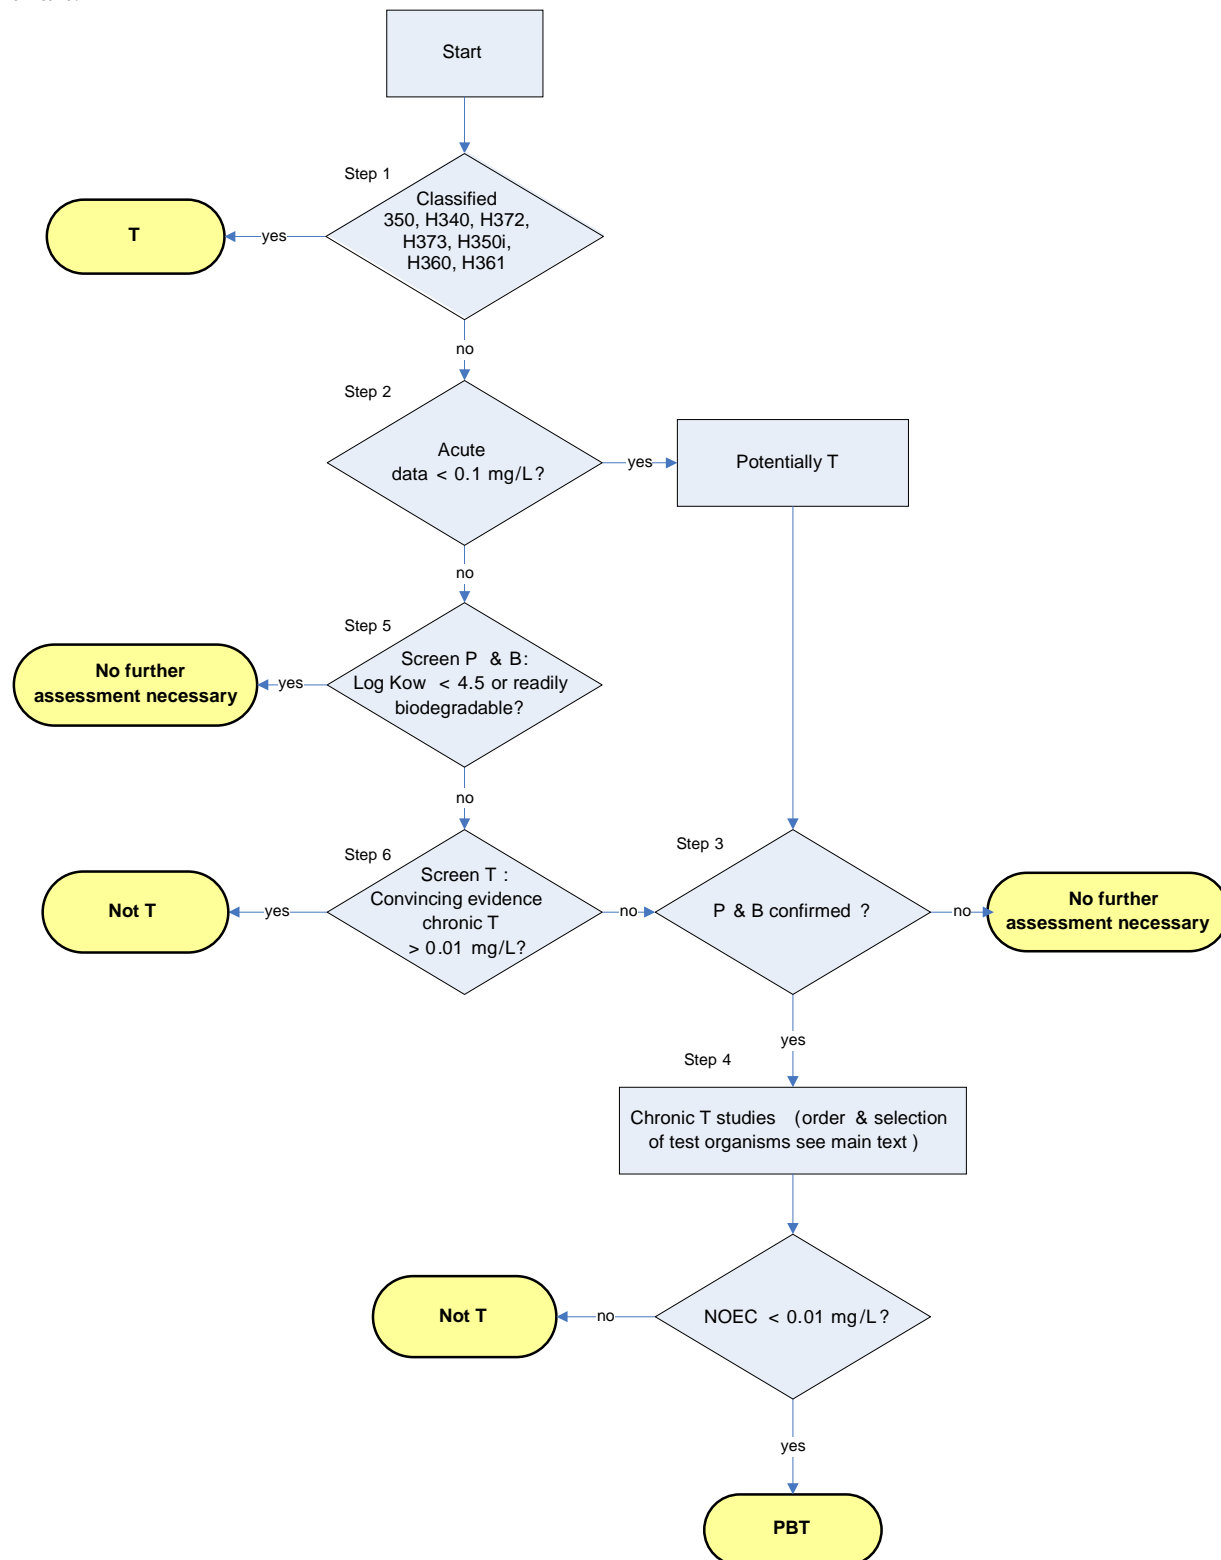 Start
Step 1
Classified
350, H340, H372,
H373, H350i,
H360, H361
yes
T
no
Step 2
Acute
data < 0.1 mg/L?
yes
Potentially T
no
Step 5
Screen P & B:
Log Kow < 4.5 or readily
biodegradable?
yes
No further
assessment necessary
no
Step 6
Screen T :
Convincing evidence
chronic T
> 0.01 mg/L?
yes
Not T
no
Step 3
P & B confirmed ?
no
No further
assessment necessary
yes
Step 4
Chronic T studies (order & selection
of test organisms see main text )
NOEC < 0.01 mg/L?
no
Not T
yes
PBT